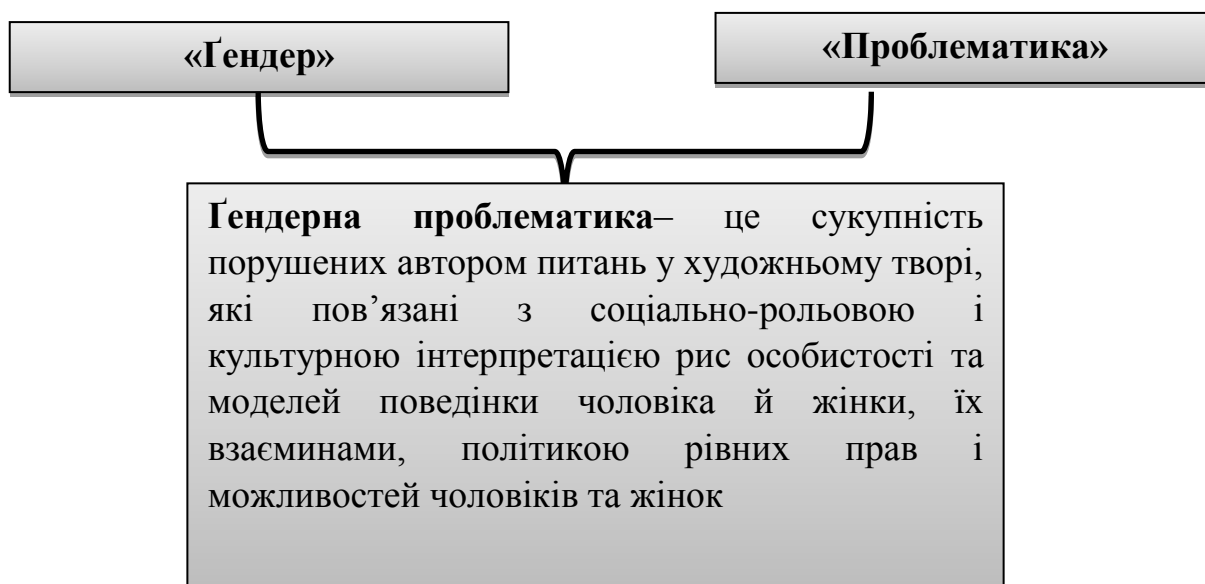 «Ґендер»
«Проблематика»
Ґендерна проблематика– це сукупність
порушених автором питань у художньому творі,
які пов’язані з соціально-рольовою і
культурною інтерпретацією рис особистості та
моделей поведінки чоловіка й жінки, їх
взаєминами, політикою рівних прав і
можливостей чоловіків та жінок